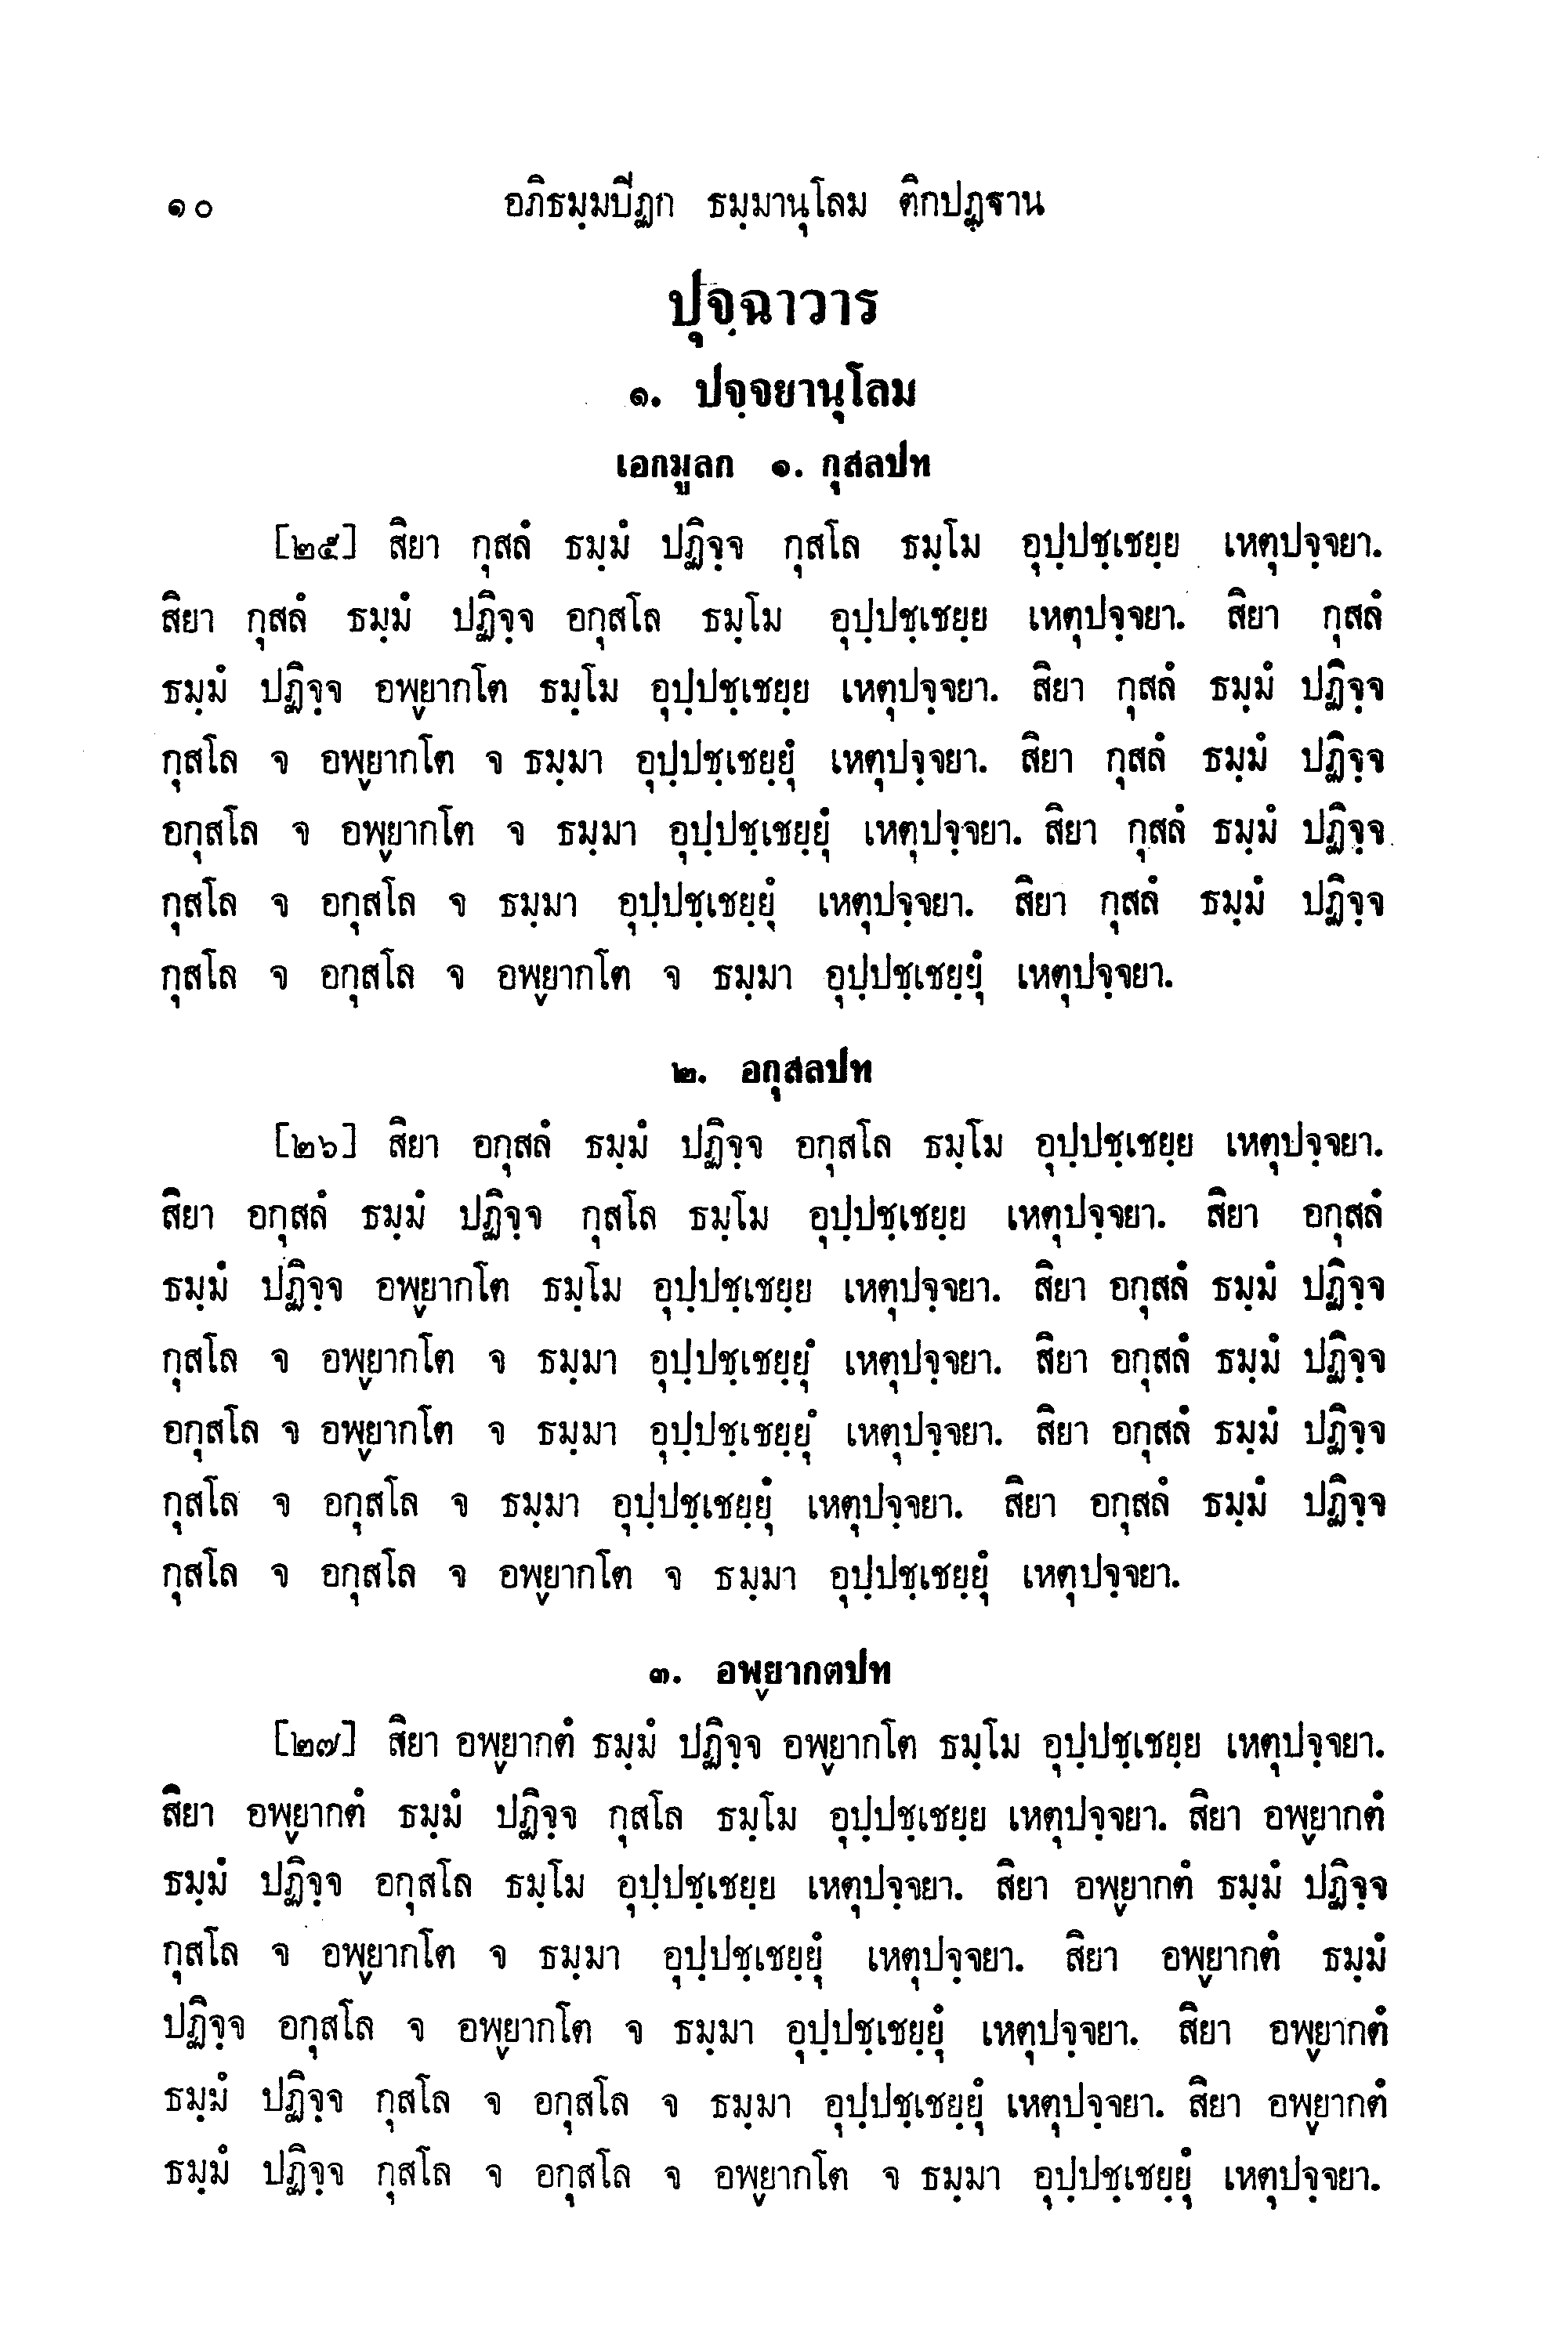 ๑๐ อภิธมฺมปีฏก ธมฺมานุโลม ติกปฏฺฐาน
ปุจฺฉาวาร
๑. ปจฺจยานุโลม
เอกมูลก ๑. กุสลปท
[๒๕] สิยา กุสลํ ธมฺมํ ปฏิจฺจ กุสโล ธมฺโม อุปฺปชฺเชยฺย เหตุปจฺจยา.
สิยา กุสลํ ธมฺมํ ปฏิจฺจ อกุสโล ธมฺโม อุปฺปชฺเชยฺย เหตุปจฺจยา. สิยา กุสลํ
ธมฺมํ ปฏิจฺจ อพฺยากโต ธมฺโม อุปฺปชฺเชยฺย เหตุปจฺจยา. สิยา กุสลํ ธมฺมํ ปฏิจฺจ
กุสโล จ อพฺยากโต จ ธมฺมา อุปฺปชฺเชยฺยุํ เหตุปจฺจยา. สิยา กุสลํ ธมฺมํ ปฏิจฺจ
อกุสโล จ อพฺยากโต จ ธมฺมา อุปฺปชฺเชยฺยุํ เหตุปจฺจยา. สิยา กุสลํ ธมฺมํ ปฏิจฺจ
กุสโล จ อกุสโล จ ธมฺมา อุปฺปชฺเชยฺยุํ เหตุปจฺจยา. สิยา กุสลํ ธมฺมํ ปฏิจฺจ
กุสโล จ อกุสโล จ อพฺยากโต จ ธมฺมา อุปฺปชฺเชยฺยุํ เหตุปจฺจยา.
๒. อกุสลปท
[๒๖] สิยา อกุสลํ ธมฺมํ ปฏิจฺจ อกุสโล ธมฺโม อุปฺปชฺเชยฺย เหตุปจฺจยา.
สิยา อกุสลํ ธมฺมํ ปฏิจฺจ กุสโล ธมฺโม อุปฺปชฺเชยฺย เหตุปจฺจยา. สิยา อกุสลํ
ธมฺมํ ปฏิจฺจ อพฺยากโต ธมฺโม อุปฺปชฺเชยฺย เหตุปจฺจยา. สิยา อกุสลํ ธมฺมํ ปฏิจฺจ
กุสโล จ อพฺยากโต จ ธมฺมา อุปฺปชฺเชยฺยุํ เหตุปจฺจยา. สิยา อกุสลํ ธมฺมํ ปฏิจฺจ
อกุสโล จ อพฺยากโต จ ธมฺมา อุปฺปชฺเชยฺยุํ เหตุปจฺจยา. สิยา อกุสลํ ธมฺมํ ปฏิจฺจ
กุสโล จ อกุสโล จ ธมฺมา อุปฺปชฺเชยฺยุํ เหตุปจฺจยา. สิยา อกุสลํ ธมฺมํ ปฏิจฺจ
กุสโล จ อกุสโล จ อพฺยากโต จ ธมฺมา อุปฺปชฺเชยฺยุํ เหตุปจฺจยา.
๓. อพฺยากตปท
[๒๗] สิยา อพฺยากตํ ธมฺมํ ปฏิจฺจ อพฺยากโต ธมฺโม อุปฺปชฺเชยฺย เหตุปจฺจยา.
สิยา อพฺยากตํ ธมฺมํ ปฏิจฺจ กุสโล ธมฺโม อุปฺปชฺเชยฺย เหตุปจฺจยา. สิยา อพฺยากตํ
ธมฺมํ ปฏิจฺจ อกุสโล ธมฺโม อุปฺปชฺเชยฺย เหตุปจฺจยา. สิยา อพฺยากตํ ธมฺมํ ปฏิจฺจ
กุสโล จ อพฺยากโต จ ธมฺมา อุปฺปชฺเชยฺยุํ เหตุปจฺจยา. สิยา อพฺยากตํ ธมฺมํ
ปฏิจฺจ อกุสโล จ อพฺยากโต จ ธมฺมา อุปฺปชฺเชยฺยุํ เหตุปจฺจยา. สิยา อพฺยากตํ
ธมฺมํ ปฏิจฺจ กุสโล จ อกุสโล จ ธมฺมา อุปฺปชฺเชยฺยุํ เหตุปจฺจยา. สิยา อพฺยากตํ
ธมฺมํ ปฏิจฺจ กุสโล จ อกุสโล จ อพฺยากโต จ ธมฺมา อุปฺปชฺเชยฺยุํ เหตุปจฺจยา.